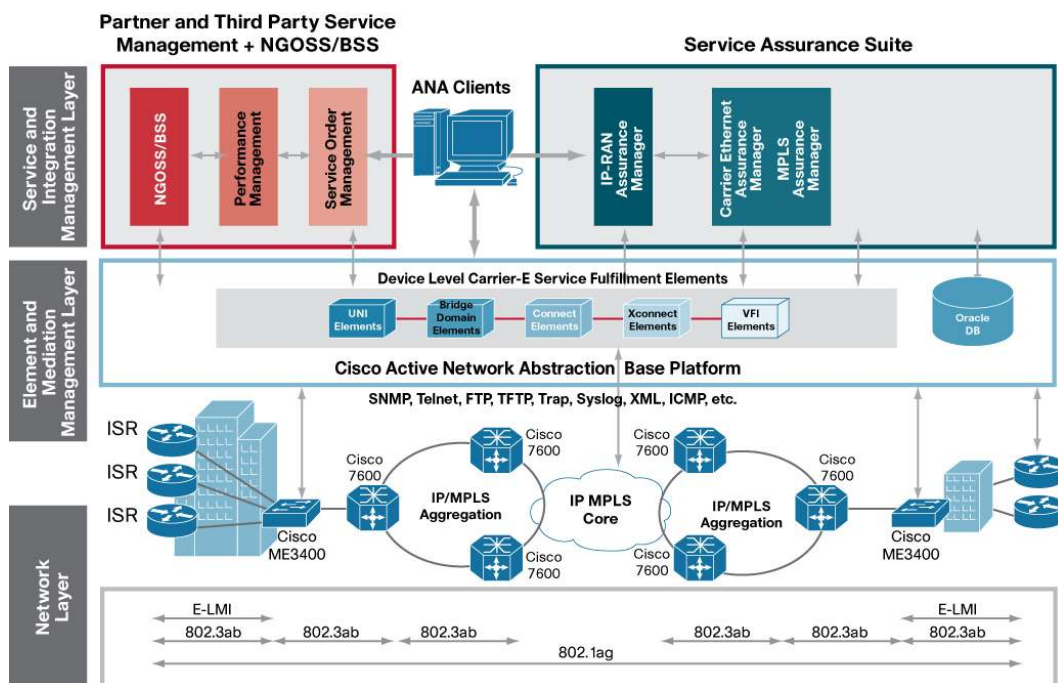 Partner and Third Party Service
Management + NGOSS/BSS
Service Assurance Suite
Service and
Integration
Management Layer
NGOSS/BSS
Performance
Management
Service Order
Management
ANA Clients
IP-RAN
Assurance
Manager
Carrier Ethernet
Assurance
Manager
MPLS
Assurance
Manager
Element and
Mediation
Management Layer
Device Level Carrier-E Service Fulfillment Elements
UNI
Elements
Bridge
Domain
Elements
Connect
Elements
Xconnect
Elements
VFI
Elements
Oracle
DB
Cisco Active Network Abstraction Base Platform
SNMP, Telnet, FTP, TFTP, Trap, Syslog, XML, ICMP, etc.
Network
Layer
ISR
ISR
ISR
Cisco
ME3400
Cisco
7600
Cisco
7600
Cisco
7600
IP/MPLS
Aggregation
IP MPLS
Core
Cisco
7600
Cisco
7600
Cisco
7600
IP/MPLS
Aggregation
Cisco
ME3400
E-LMI
E-LMI
802.3ab
802.3ab
802.3ab
802.3ab
802.3ab
802.3ab
802.1ag